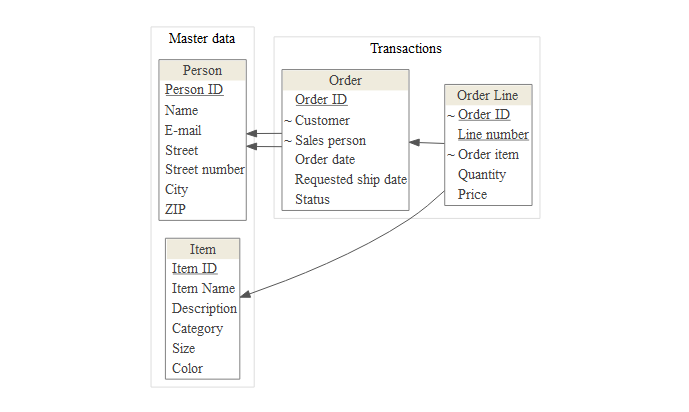 Master data
Person
Person ID
Name
E-mail
Street
Street number
City
ZIP
Item
Item ID
Item Name
Description
Category
Size
Color
Transactions
Order
Order ID
~ Customer
~ Sales person
Order date
Requested ship date
Status
Order Line
~ Order ID
Line number
~ Order item
Quantity
Price